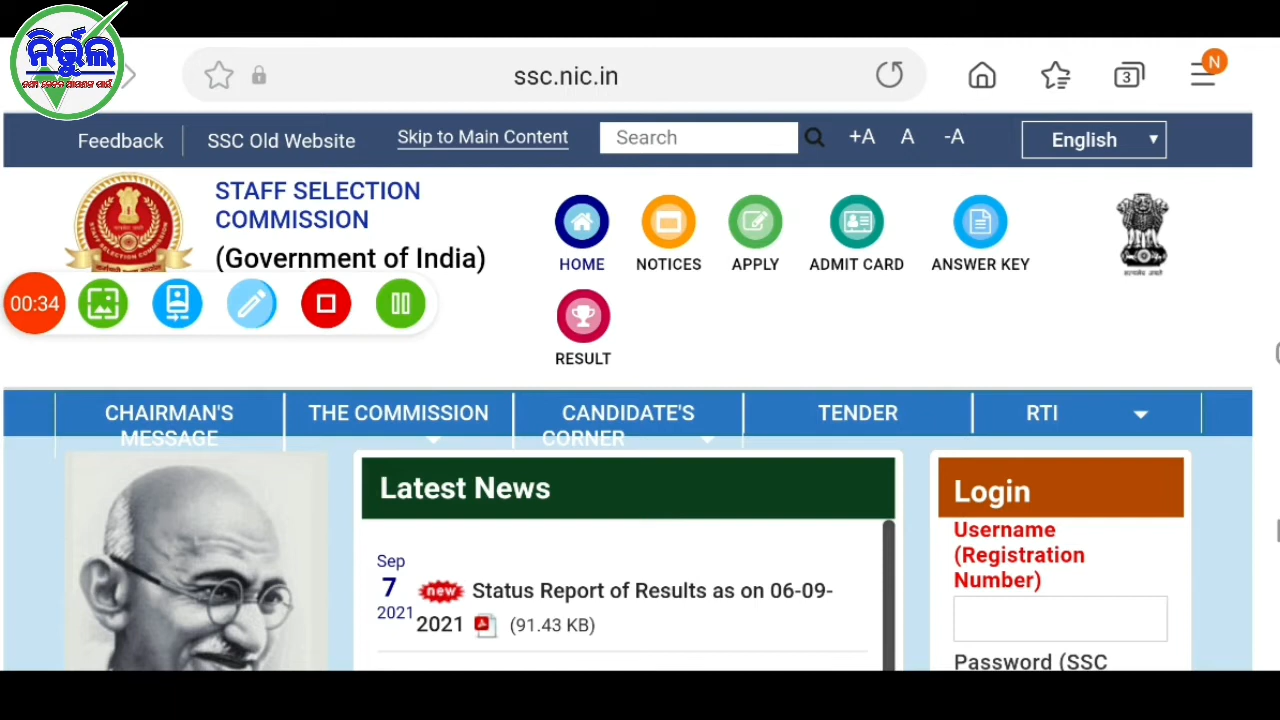 ନିର୍ଭୁଲ
ssc.nic.in
3
N
Feedback
SSC Old Website
Skip to Main Content
Search
+A
A
-A
English
STAFF SELECTION
COMMISSION
(Government of India)
HOME
NOTICES
APPLY
ADMIT CARD
ANSWER KEY
RESULT
00:34
CHAIRMAN'S
MESSAGE
THE COMMISSION
CANDIDATE'S
CORNER
TENDER
RTI
Latest News
Sep
7
2021
new Status Report of Results as on 06-09-
2021 (91.43 KB)
Login
Username
(Registration
Number)
Password (SSC